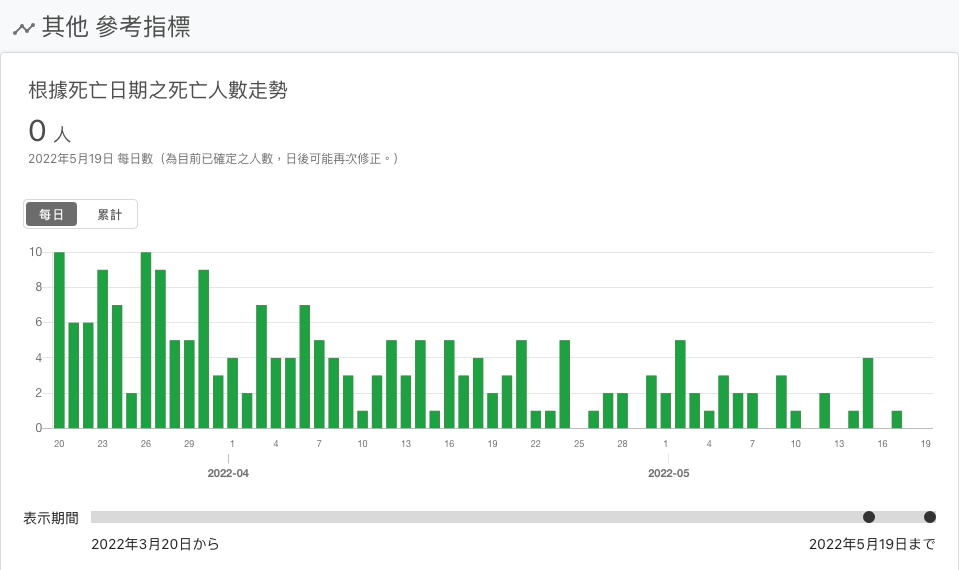 其他 參考指標
根據死亡日期之死亡人數走勢
0 人
2022年5月19日 每日數（為目前已確定之人數，日後可能再次修正。）
每日 累計
10
8
6
4
2
0
20 23 26 29 1 4 7 10 13 16 19 22 25 28 1 4 7 10 13 16 19
2022-04 2022-05
表示期間
2022年3月20日から 2022年5月19日まで